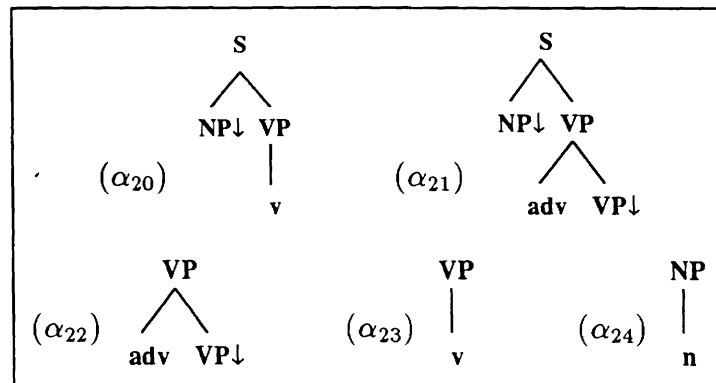 S S
NP↓ VP NP↓ VP
(α20) (α21)
v adv VP↓
VP VP NP
(α22) (α23) (α24)
adv VP↓ v n